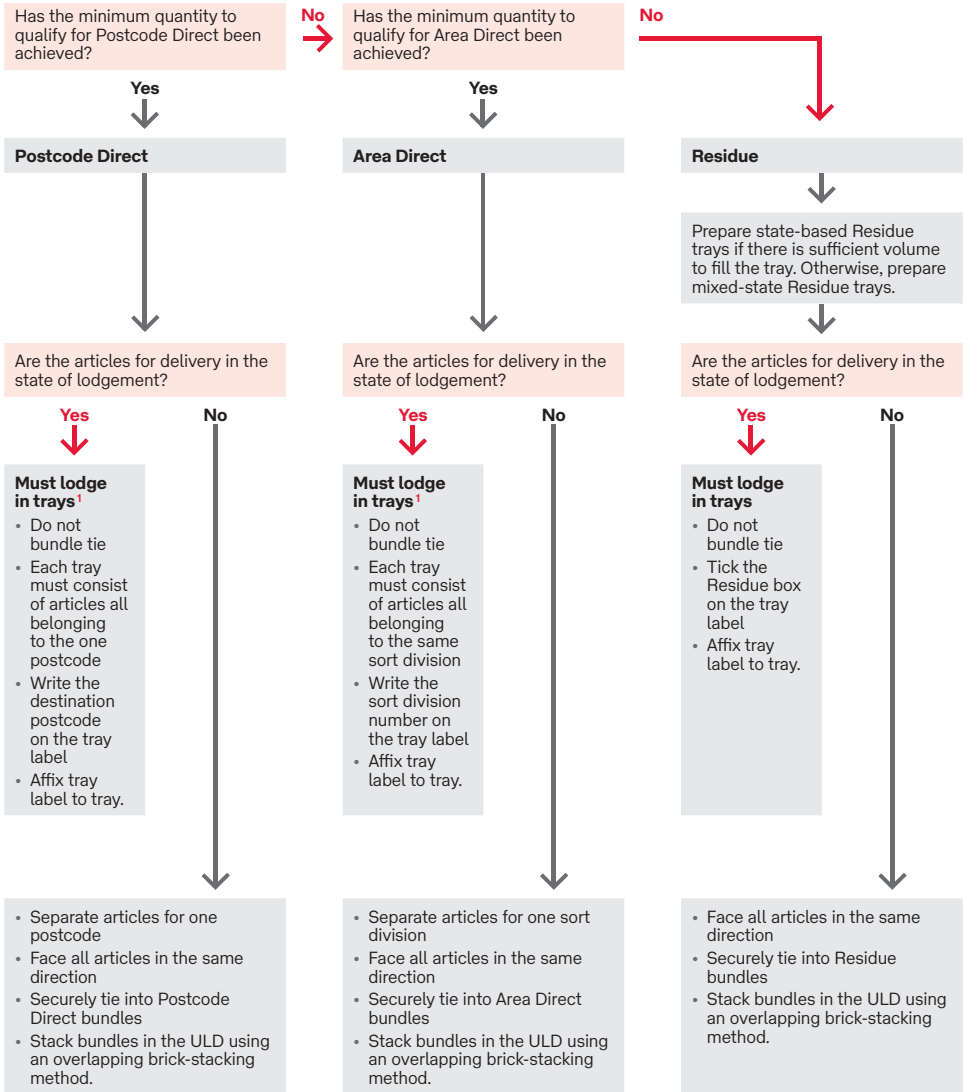 Has the minimum quantity to
qualify for Postcode Direct been
achieved?
No
Has the minimum quantity to
qualify for Area Direct been
achieved?
No
Yes
Yes
Postcode Direct
Area Direct
Residue
Prepare state-based Residue
trays if there is sufficient volume
to fill the tray. Otherwise, prepare
mixed-state Residue trays.
Are the articles for delivery in the
state of lodgement?
Are the articles for delivery in the
state of lodgement?
Are the articles for delivery in the
state of lodgement?
Yes
No
Yes
No
Yes
No
Must lodge
in trays¹
• Do not
bundle tie
• Each tray
must consist
of articles all
belonging
to the one
postcode
• Write the
destination
postcode
on the tray
label
• Affix tray
label to tray.
Must lodge
in trays¹
• Do not
bundle tie
• Each tray
must consist
of articles all
belonging
to the same
sort division
• Write the
sort division
number on
the tray label
• Affix tray
label to tray.
Must lodge
in trays
• Do not
bundle tie
• Tick the
Residue box
on the tray
label
• Affix tray
label to tray.
• Separate articles for one
postcode
• Face all articles in the same
direction
• Securely tie into Postcode
Direct bundles
• Stack bundles in the ULD using
an overlapping brick-stacking
method.
• Separate articles for one sort
division
• Face all articles in the same
direction
• Securely tie into Area Direct
bundles
• Stack bundles in the ULD using
an overlapping brick-stacking
method.
• Face all articles in the same
direction
• Securely tie into Residue
bundles
• Stack bundles in the ULD using
an overlapping brick-stacking
method.